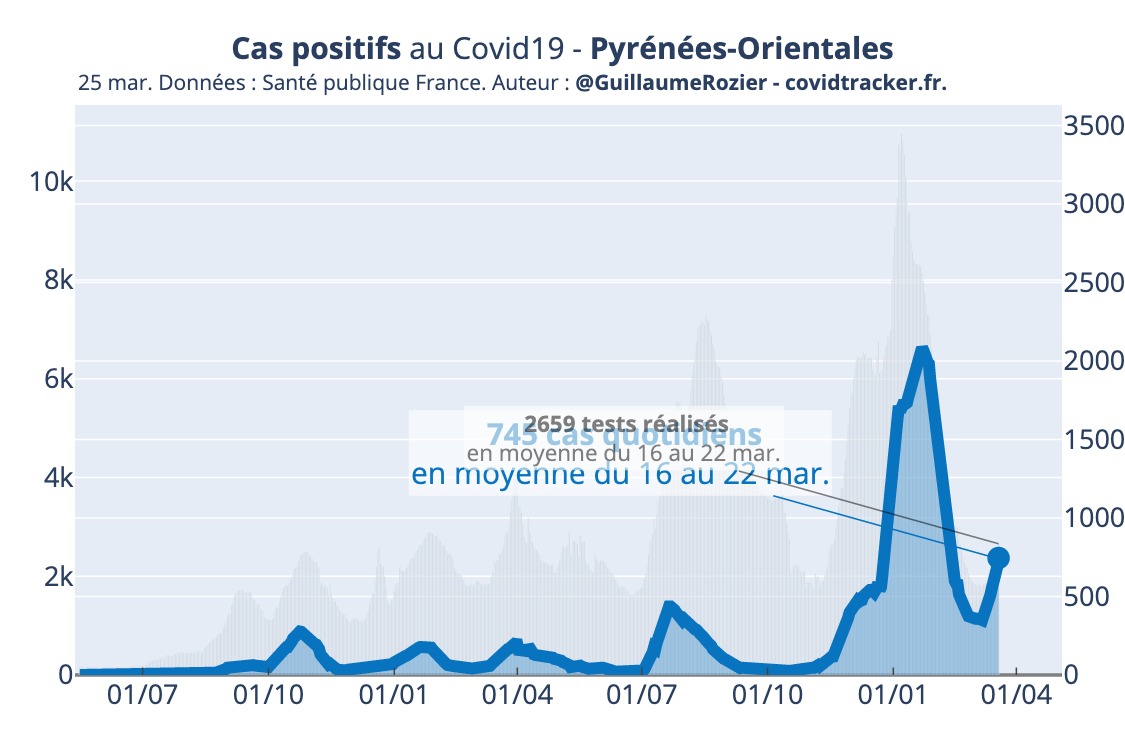 Cas positifs au Covid19 - Pyrénées-Orientales
25 mar. Données : Santé publique France. Auteur : @GuillaumeRozier - covidtracker.fr.
3500
10k
3000
8k
2500
6k
2000
2659 tests réalisés
745 cas quotidiens
1500
en moyenne du 16 au 22 mar.
en moyenne du 16 au 22 mar.
4k
1000
2k
500
0
0
01/07 01/10 01/01 01/04 01/07 01/10 01/01 01/04